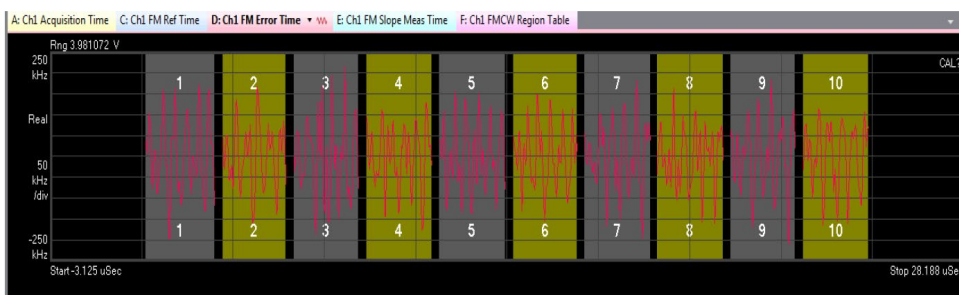 A: Ch1 Acquisition Time C: Ch1 FM Ref Time D: Ch1 FM Error Time E: Ch1 FM Slope Meas Time F: Ch1 FMCW Region Table
Rng 3.981072 V
250
kHz
CAL?
1 2 3 4 5 6 7 8 9 10
Real
50
kHz
/div
1 2 3 4 5 6 7 8 9 10
-250
kHz
Start-3.125 uSec Stop 28.188 uSe